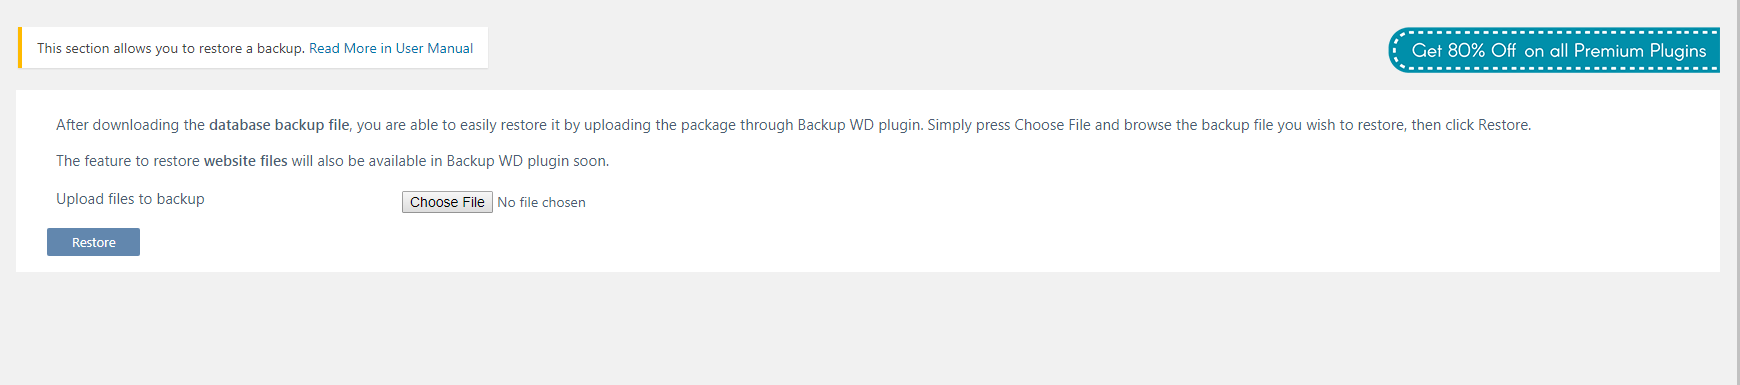 This section allows you to restore a backup. Read More in User Manual
Get 80% Off on all Premium Plugins
After downloading the database backup file, you are able to easily restore it by uploading the package through Backup WD plugin. Simply press Choose File and browse the backup file you wish to restore, then click Restore.
The feature to restore website files will also be available in Backup WD plugin soon.
Upload files to backup
Choose File No file chosen
Restore